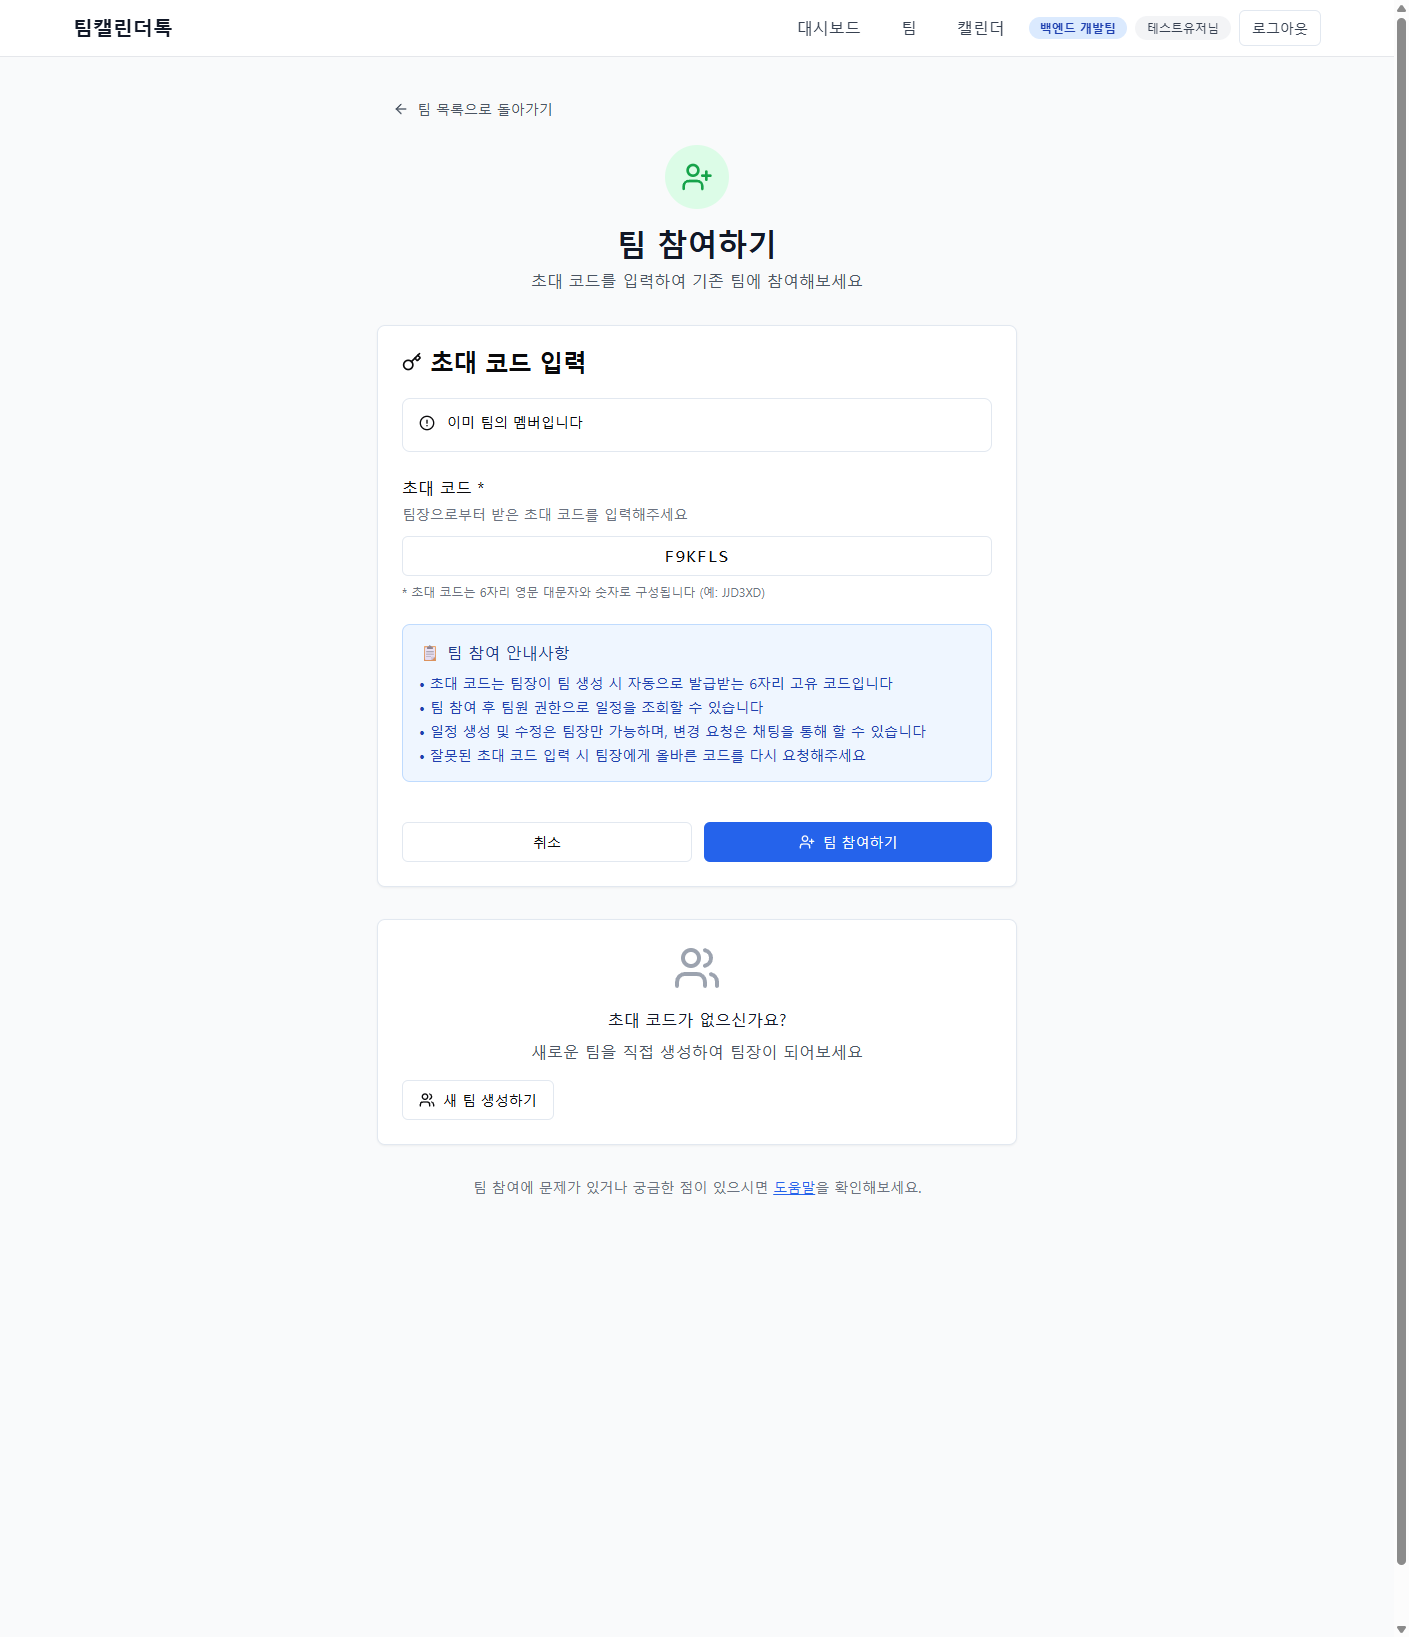 팀캘린더톡
대시보드 팀 캘린더 백엔드 개발팀 테스트유저님 로그아웃
← 팀 목록으로 돌아가기
팀 참여하기
초대 코드를 입력하여 기존 팀에 참여해보세요
초대 코드 입력
이미 팀의 멤버입니다
초대 코드 *
팀장으로부터 받은 초대 코드를 입력해주세요
F9KFLS
* 초대 코드는 6자리 영문 대문자와 숫자로 구성됩니다 (예: JJD3XD)
📋 팀 참여 안내사항
• 초대 코드는 팀장이 팀 생성 시 자동으로 발급받는 6자리 고유 코드입니다
• 팀 참여 후 팀원 권한으로 일정을 조회할 수 있습니다
• 일정 생성 및 수정은 팀장만 가능하며, 변경 요청은 채팅을 통해 할 수 있습니다
• 잘못된 초대 코드 입력 시 팀장에게 올바른 코드를 다시 요청해주세요
취소 팀 참여하기
초대 코드가 없으신가요?
새로운 팀을 직접 생성하여 팀장이 되어보세요
새 팀 생성하기
팀 참여에 문제가 있거나 궁금한 점이 있으시면 도움말을 확인해보세요.